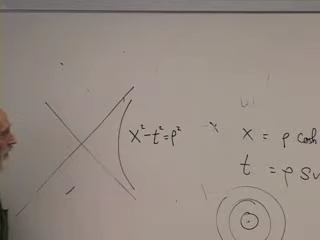 x² - t² = ρ²
x = ρ cosh
t = ρ